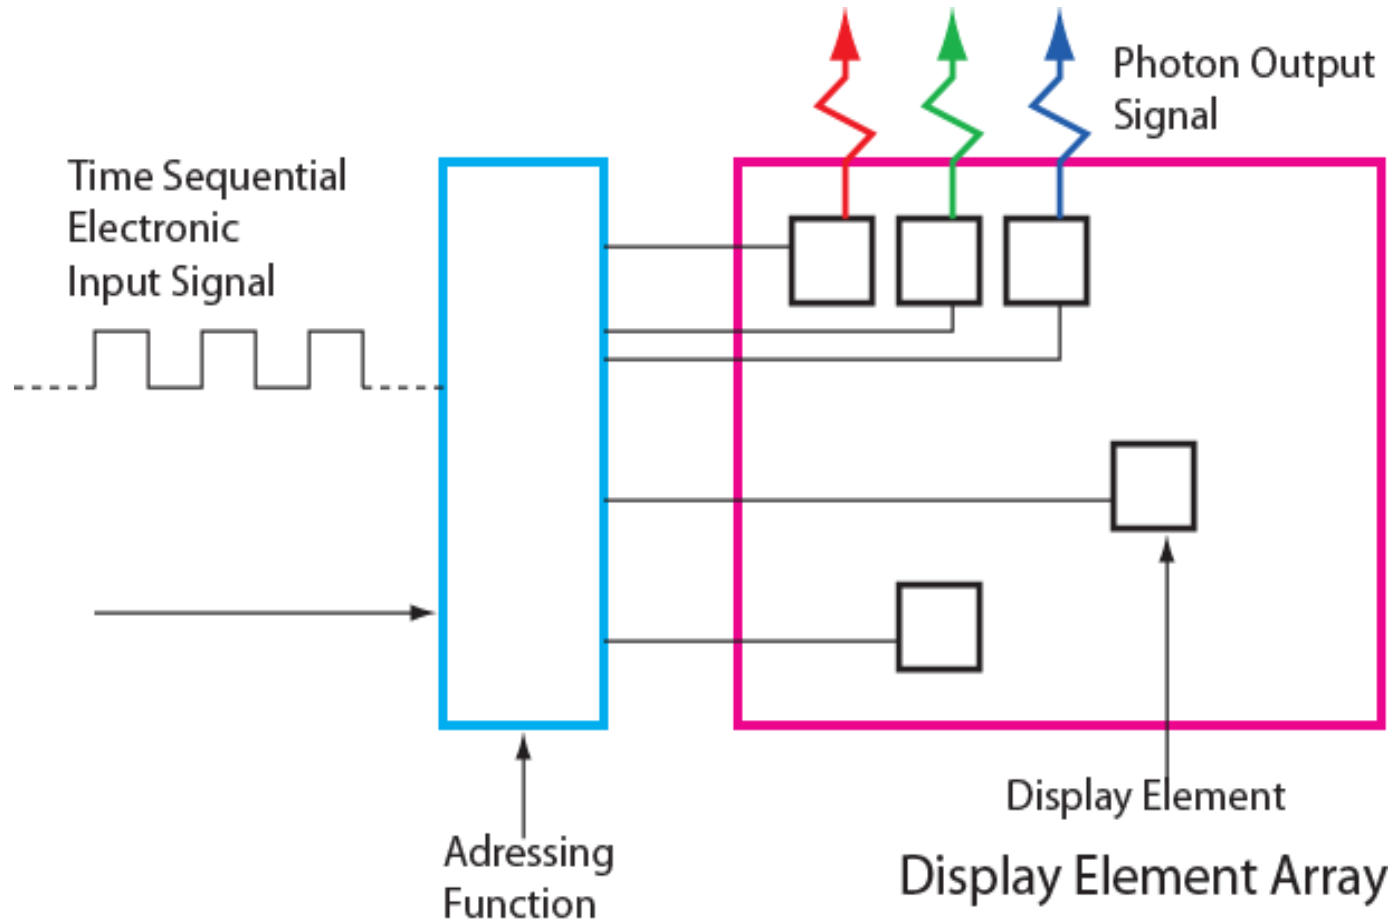 Photon Output
Signal
Time Sequential
Electronic
Input Signal
Display Element
Adressing
Function
Display Element Array